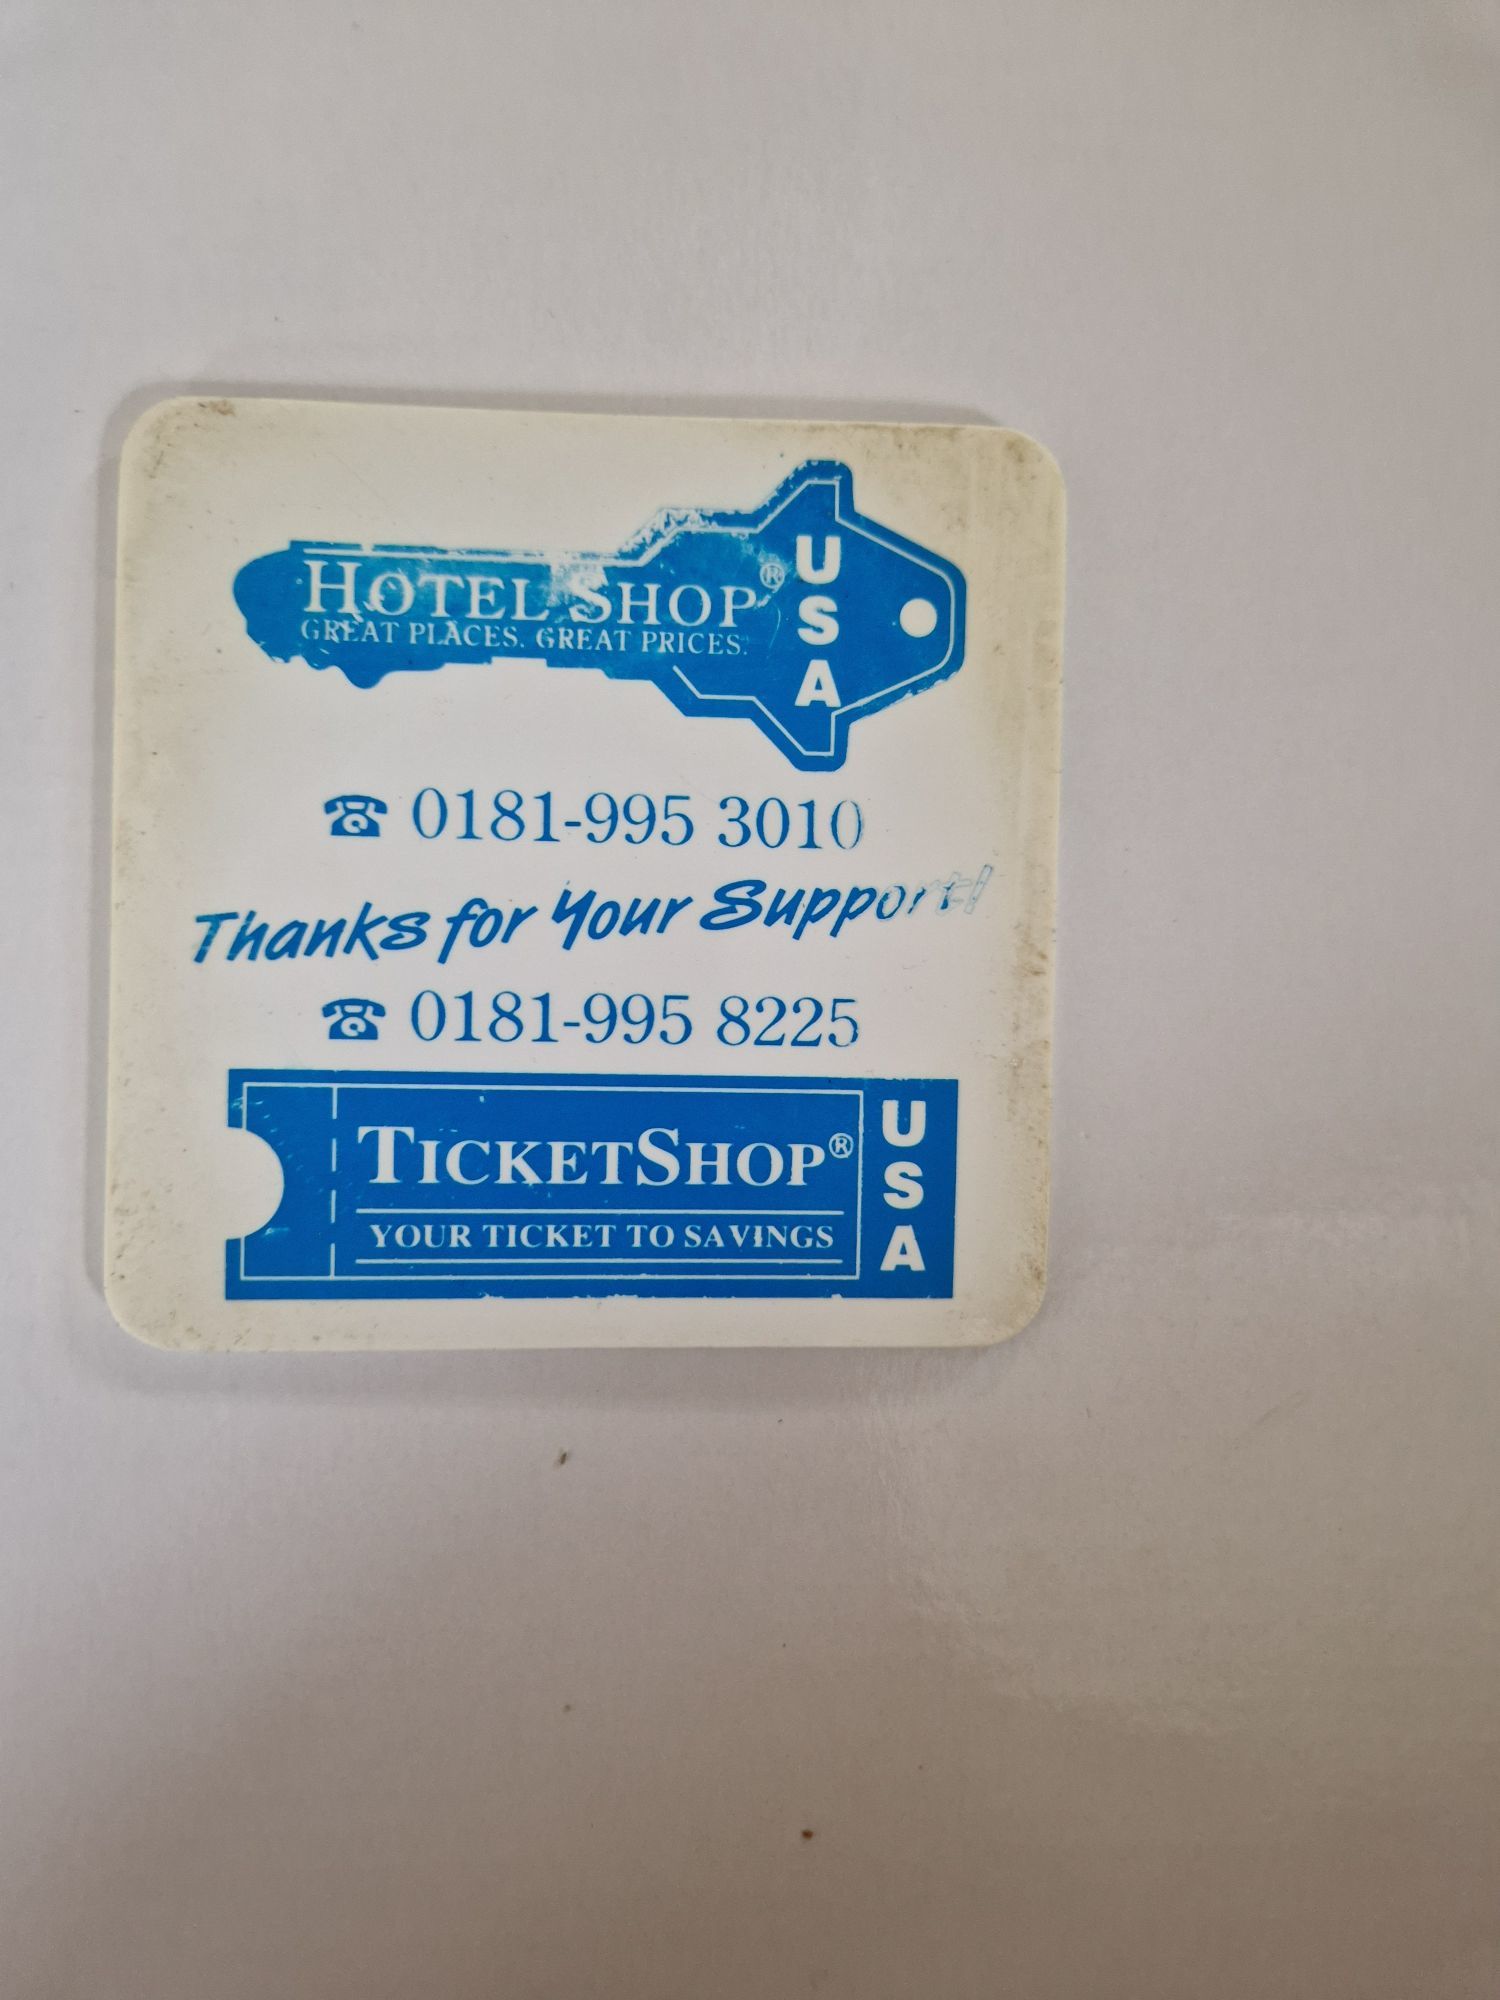 HOTEL SHOP®
GREAT PLACES. GREAT PRICES.
USA
☎ 0181-995 3010
Thanks for Your Support!
☎ 0181-995 8225
TICKETSHOP®
YOUR TICKET TO SAVINGS
USA